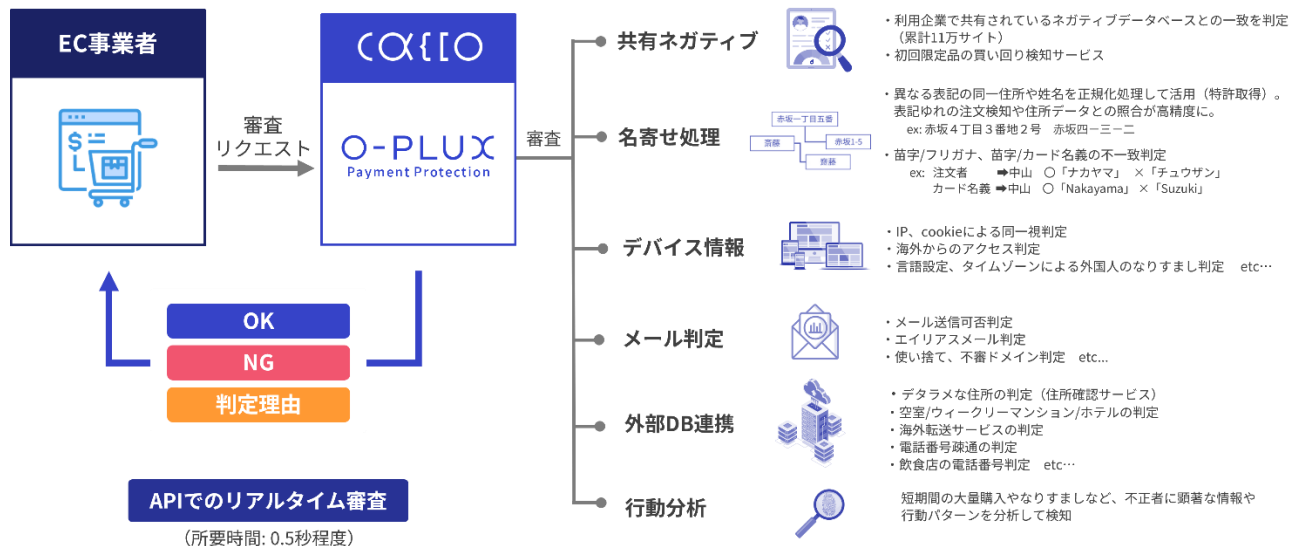 EC事業者
$
審査
リクエスト
cacco
O-PLUX
Payment Protection
審査
OK
NG
判定理由
APIでのリアルタイム審査
（所要時間: 0.5秒程度）
共有ネガティブ
・利用企業で共有されているネガティブデータベースとの一致を判定
（累計11万サイト）
・初回限定品の買い回り検知サービス
名寄せ処理
赤坂一丁目五番
赤坂1-5
齋藤
齋藤
・異なる表記の同一住所や姓名を正規化処理して活用（特許取得）。
表記ゆれの注文検知や住所データとの照合が高精度に。
ex: 赤坂４丁目３番地２号　赤坂四－三－二
・苗字/フリガナ、苗字/カード名義の不一致判定
ex: 注文者 ➡中山 〇「ナカヤマ」 ×「チュウザン」
カード名義 ➡中山 〇「Nakayama」 ×「Suzuki」
デバイス情報
・IP、cookieによる同一視判定
・海外からのアクセス判定
・言語設定、タイムゾーンによる外国人のなりすまし判定　etc…
メール判定
・メール送信可否判定
・エイリアスメール判定
・使い捨て、不審ドメイン判定　etc...
外部DB連携
・デタラメな住所の判定（住所確認サービス）
・空室/ウィークリーマンション/ホテルの判定
・海外転送サービスの判定
・電話番号疎通の判定
・飲食店の電話番号判定　etc…
行動分析
短期間の大量購入やなりすましなど、不正者に顕著な情報や
行動パターンを分析して検知